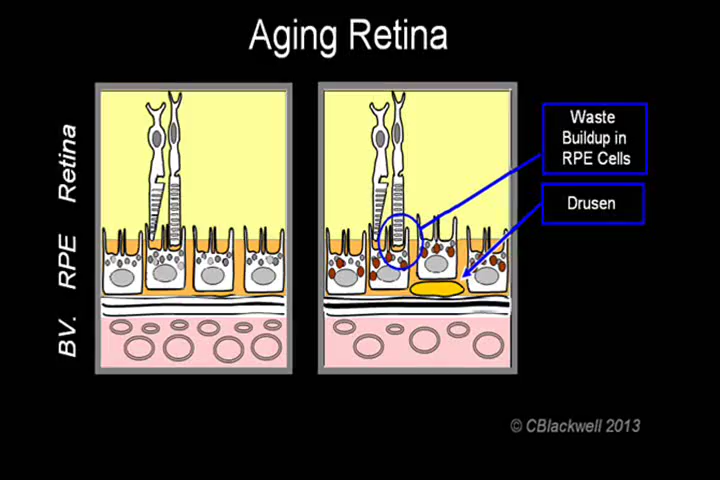 Aging Retina
Retina
RPE
BV.
Waste
Buildup in
RPE Cells
Drusen
© CBlackwell 2013